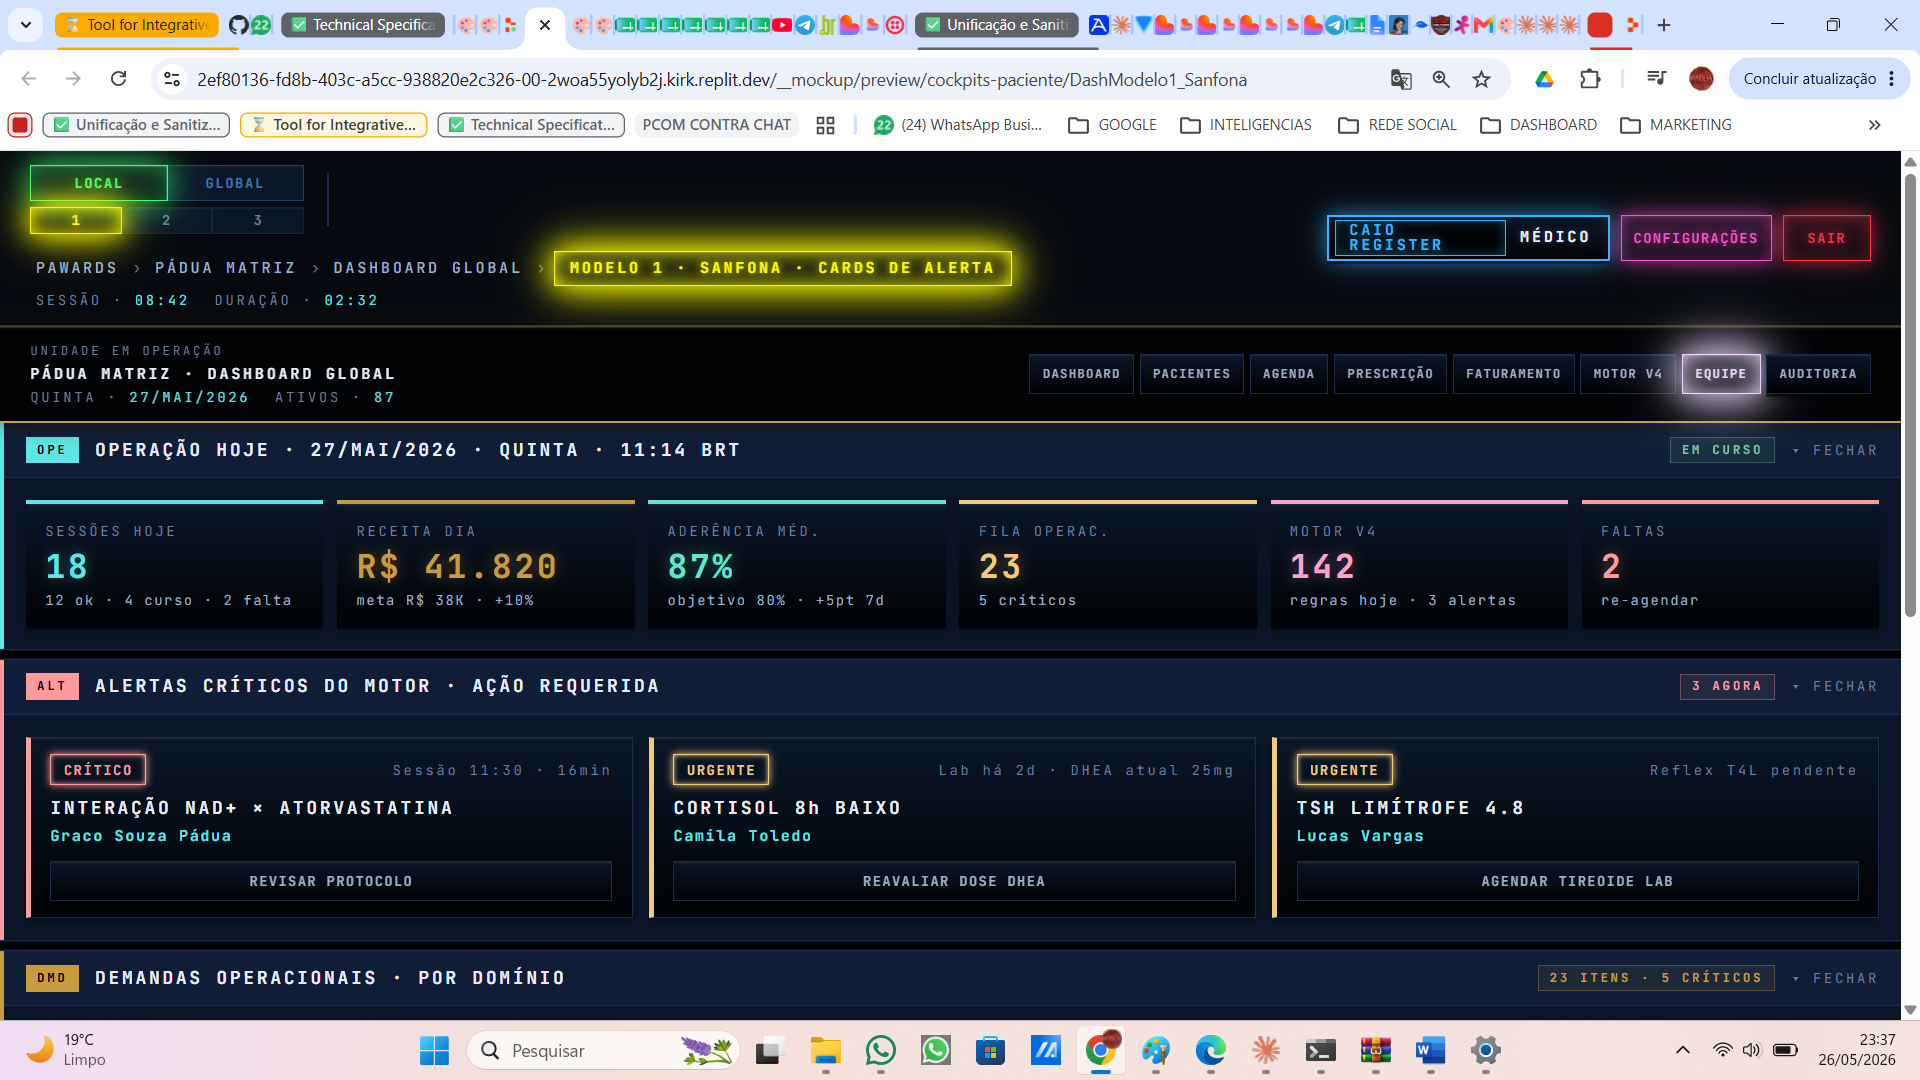 Tool for Integrative
22
Technical Specifica
Unificação e Saniti
2ef80136-fd8b-403c-a5cc-938820e2c326-00-2woa55yolyb2j.kirk.replit.dev/__mockup/preview/cockpits-paciente/DashModelo1_Sanfona
Concluir atualização
Unificação e Sanitiz...
Tool for Integrative...
Technical Specificat...
PCOM CONTRA CHAT
22
(24) WhatsApp Busi...
GOOGLE
INTELIGENCIAS
REDE SOCIAL
DASHBOARD
MARKETING
LOCAL GLOBAL
1 2 3
CAIO REGISTER
MÉDICO
CONFIGURAÇÕES
SAIR
PAWARDS › PÁDUA MATRIZ › DASHBOARD GLOBAL › MODELO 1 · SANFONA · CARDS DE ALERTA
SESSÃO · 08:42 DURAÇÃO · 02:32
UNIDADE EM OPERAÇÃO
PÁDUA MATRIZ · DASHBOARD GLOBAL
QUINTA · 27/MAI/2026 ATIVOS · 87
DASHBOARD PACIENTES AGENDA PRESCRIÇÃO FATURAMENTO MOTOR V4 EQUIPE AUDITORIA
OPE OPERAÇÃO HOJE · 27/MAI/2026 · QUINTA · 11:14 BRT
EM CURSO ▾ FECHAR
SESSÕES HOJE
18
12 ok · 4 curso · 2 falta
RECEITA DIA
R$ 41.820
meta R$ 38K · +10%
ADERÊNCIA MÉD.
87%
objetivo 80% · +5pt 7d
FILA OPERAC.
23
5 críticos
MOTOR V4
142
regras hoje · 3 alertas
FALTAS
2
re-agendar
ALT ALERTAS CRÍTICOS DO MOTOR · AÇÃO REQUERIDA
3 AGORA ▾ FECHAR
CRÍTICO
Sessão 11:30 · 16min
INTERAÇÃO NAD+ × ATORVASTATINA
Graco Souza Pádua
REVISAR PROTOCOLO
URGENTE
Lab há 2d · DHEA atual 25mg
CORTISOL 8h BAIXO
Camila Toledo
REAVALIAR DOSE DHEA
URGENTE
Reflex T4L pendente
TSH LIMÍTROFE 4.8
Lucas Vargas
AGENDAR TIREOIDE LAB
DMD DEMANDAS OPERACIONAIS · POR DOMÍNIO
23 ITENS · 5 CRÍTICOS ▾ FECHAR
19°C
Limpo
Pesquisar
23:37
26/05/2026